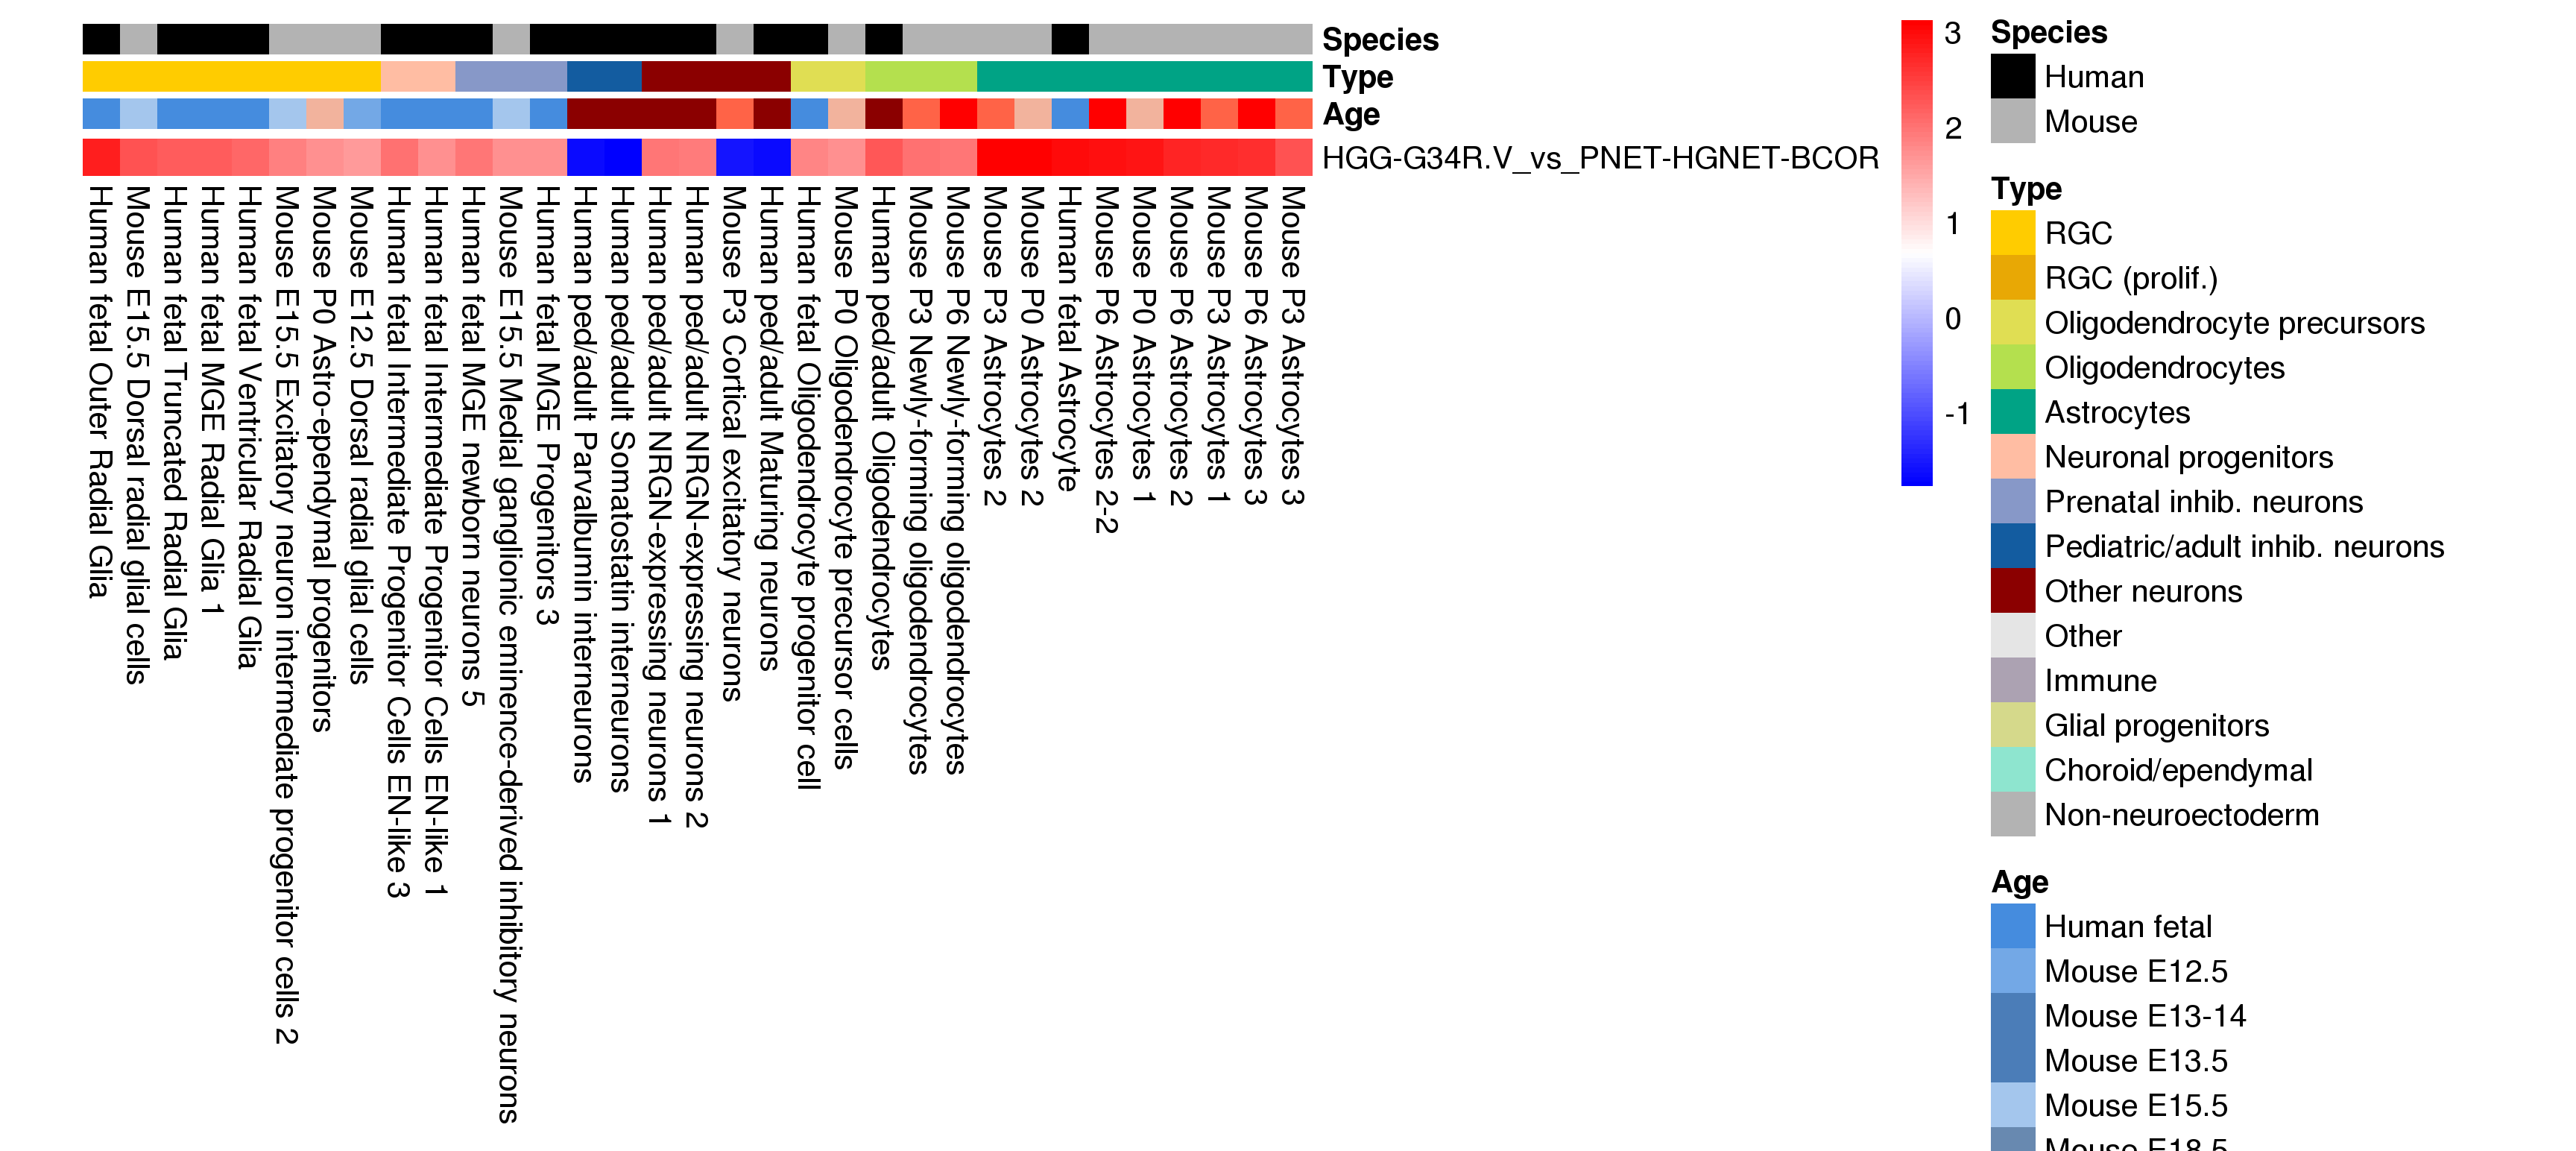 Species
Type
Age
HGG-G34R.V_vs_PNET-HGNET-BCOR
Human fetal Outer Radial Glia
Mouse E15.5 Dorsal radial glial cells
Human fetal Truncated Radial Glia
Human fetal MGE Radial Glia 1
Human fetal Ventricular Radial Glia
Mouse E15.5 Excitatory neuron intermediate progenitor cells 2
Mouse P0 Astro-ependymal progenitors
Mouse E12.5 Dorsal radial glial cells
Human fetal Intermediate Progenitor Cells EN-like 3
Human fetal Intermediate Progenitor Cells EN-like 1
Human fetal MGE newborn neurons 5
Mouse E15.5 Medial ganglionic eminence-derived inhibitory neurons
Human fetal MGE Progenitors 3
Human ped/adult Parvalbumin interneurons
Human ped/adult Somatostatin interneurons
Human ped/adult NRGN-expressing neurons 1
Human ped/adult NRGN-expressing neurons 2
Mouse P3 Cortical excitatory neurons
Human ped/adult Maturing neurons
Human fetal Oligodendrocyte progenitor cell
Mouse P0 Oligodendrocyte precursor cells
Human ped/adult Oligodendrocytes
Mouse P3 Newly-forming oligodendrocytes
Mouse P6 Newly-forming oligodendrocytes
Mouse P3 Astrocytes 2
Mouse P0 Astrocytes 2
Human fetal Astrocyte
Mouse P6 Astrocytes 2-2
Mouse P0 Astrocytes 1
Mouse P6 Astrocytes 2
Mouse P3 Astrocytes 1
Mouse P6 Astrocytes 3
Mouse P3 Astrocytes 3
3
2
1
0
-1
Species
Human
Mouse
Type
RGC
RGC (prolif.)
Oligodendrocyte precursors
Oligodendrocytes
Astrocytes
Neuronal progenitors
Prenatal inhib. neurons
Pediatric/adult inhib. neurons
Other neurons
Other
Immune
Glial progenitors
Choroid/ependymal
Non-neuroectoderm
Age
Human fetal
Mouse E12.5
Mouse E13-14
Mouse E13.5
Mouse E15.5
Mouse E18.5